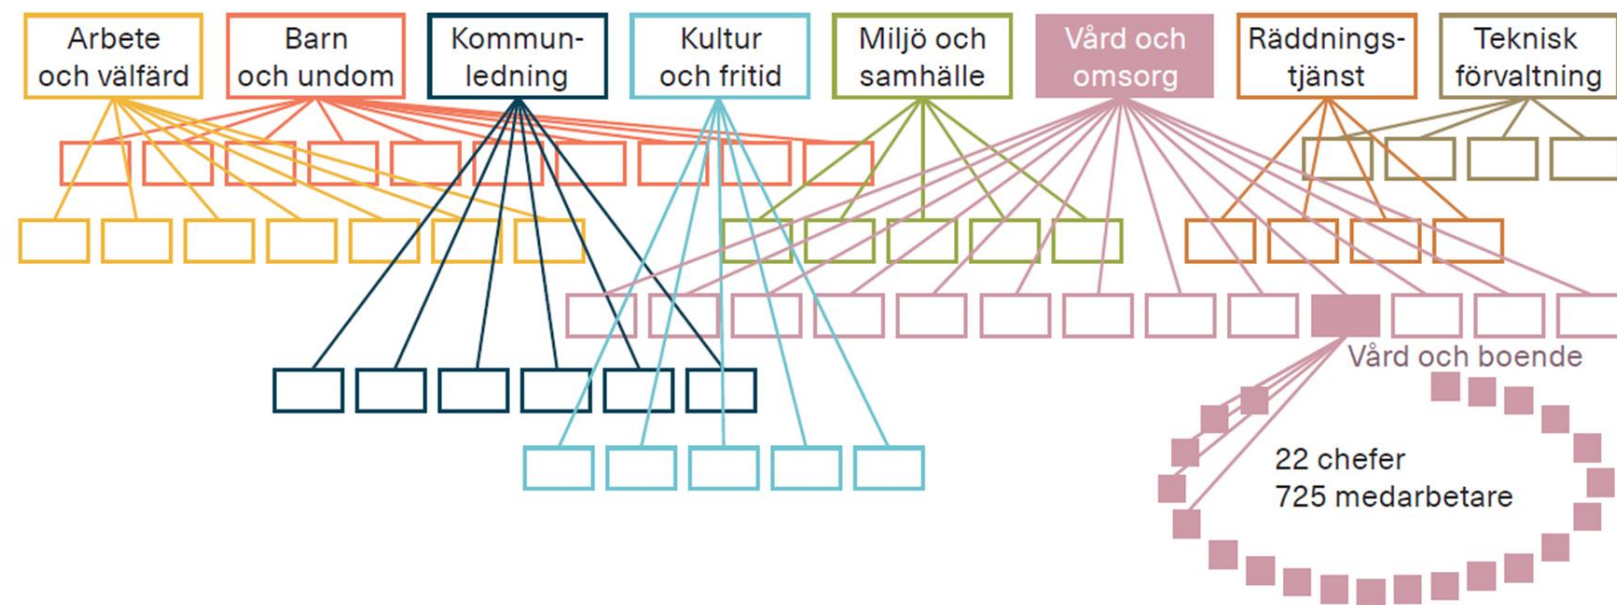 Arbete
och välfärd
Barn
och undom
Kommun-
ledning
Kultur
och fritid
Miljö och
samhälle
Vård och
omsorg
Räddnings-
tjänst
Teknisk
förvaltning
Vård och boende
22 chefer
725 medarbetare